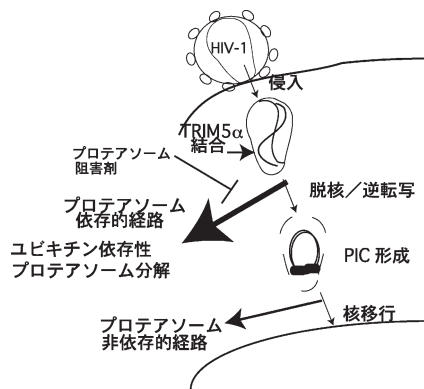 HIV-1
侵入
TRIM5α
結合
プロテアソーム
阻害剤
脱核／逆転写
プロテアソーム
依存的経路
ユビキチン依存性
プロテアソーム分解
PIC 形成
核移行
プロテアソーム
非依存的経路